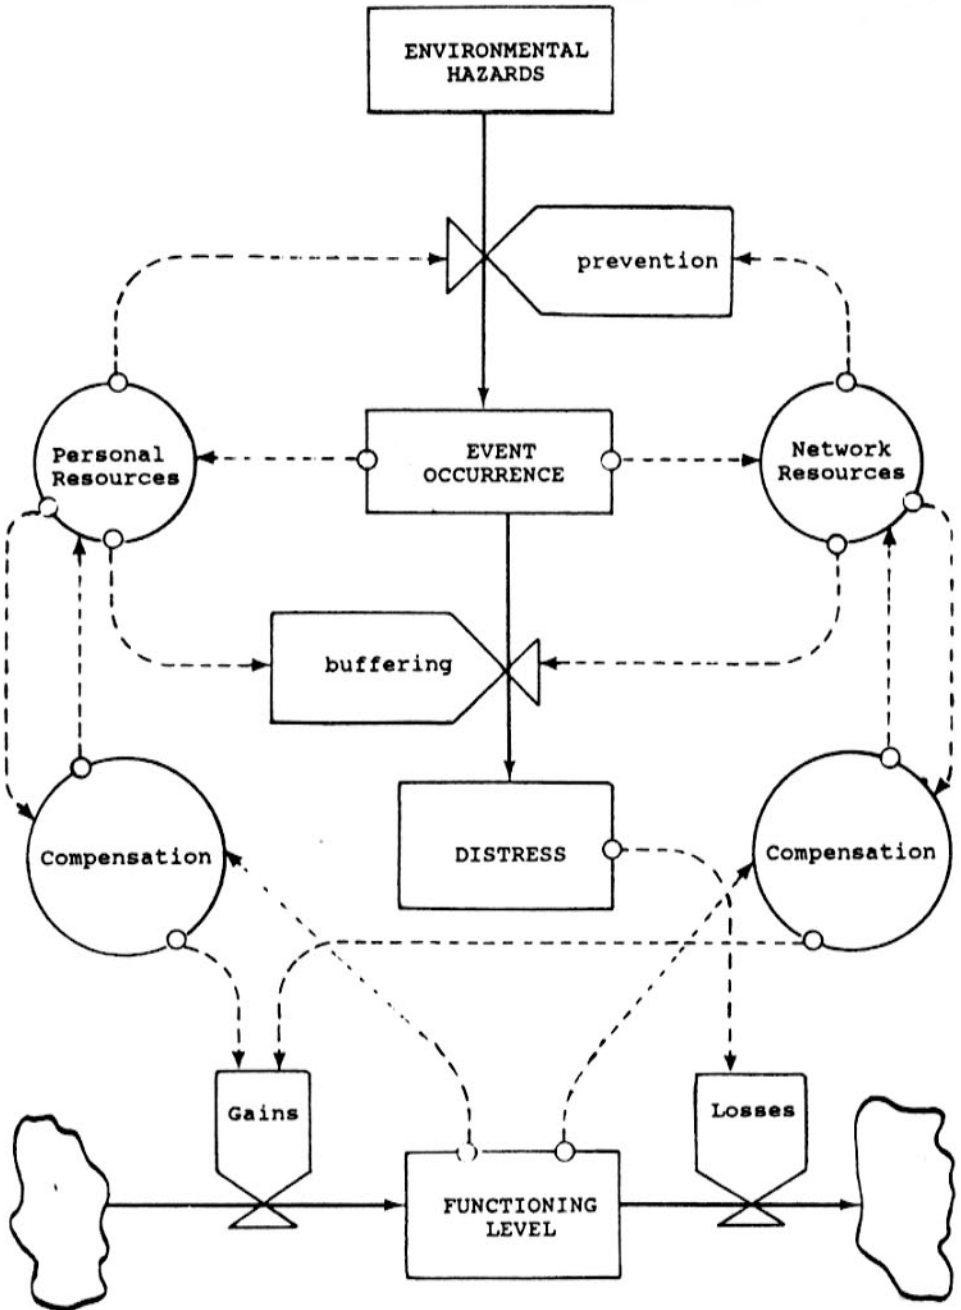 ENVIRONMENTAL
HAZARDS
prevention
Personal
Resources
EVENT
OCCURRENCE
Network
Resources
buffering
Compensation
DISTRESS
Compensation
Gains
Losses
FUNCTIONING
LEVEL